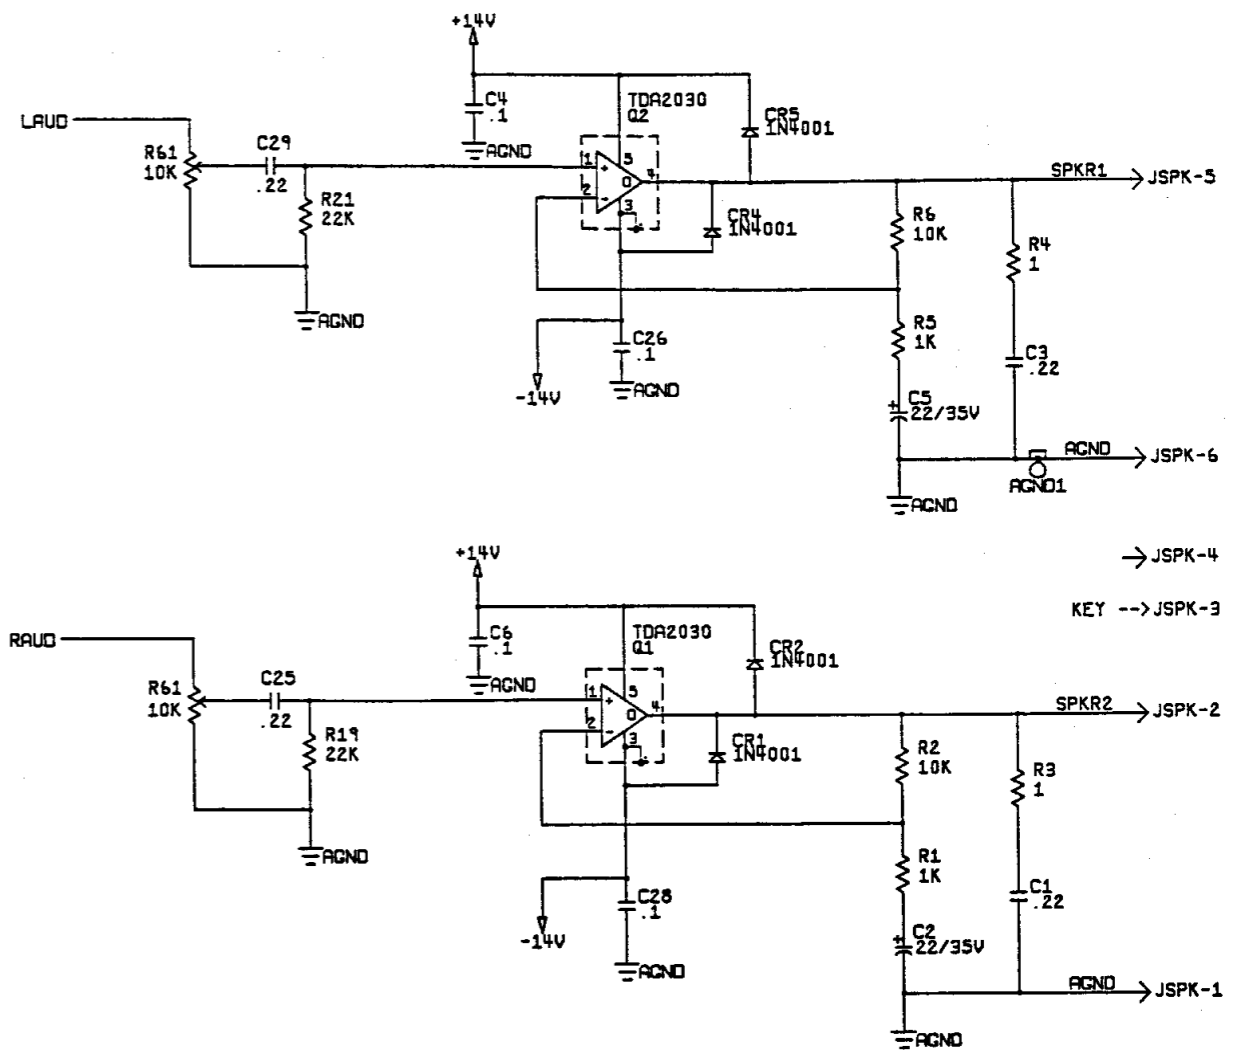 +14V
C4
.1
AGND
TDA2030
Q2
CR5
1N4001
LAUD
R61
10K
C29
.22
R21
22K
AGND
1
+
5
O
4
2
-
3
CR4
1N4001
SPKR1
JSPK-5
R6
10K
R4
1
R5
1K
C3
.22
-14V
C26
.1
AGND
+
C5
22/35V
AGND
JSPK-6
AGND1
AGND
JSPK-4
KEY -->JSPK-3
+14V
C6
.1
AGND
TDA2030
Q1
CR2
1N4001
RAUD
R61
10K
C25
.22
R19
22K
AGND
1
+
5
O
4
2
-
3
CR1
1N4001
SPKR2
JSPK-2
R2
10K
R3
1
R1
1K
C1
.22
-14V
C28
.1
AGND
+
C2
22/35V
AGND
JSPK-1
AGND